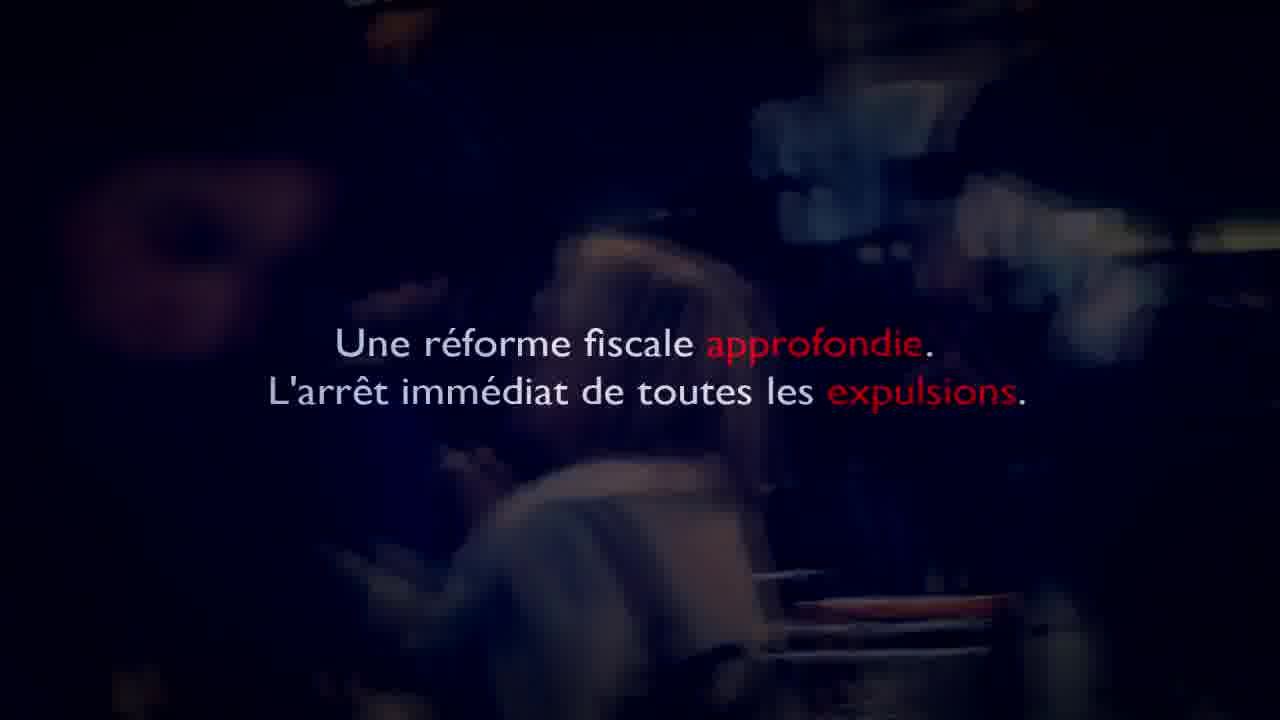 Une réforme fiscale approfondie.
L'arrêt immédiat de toutes les expulsions.